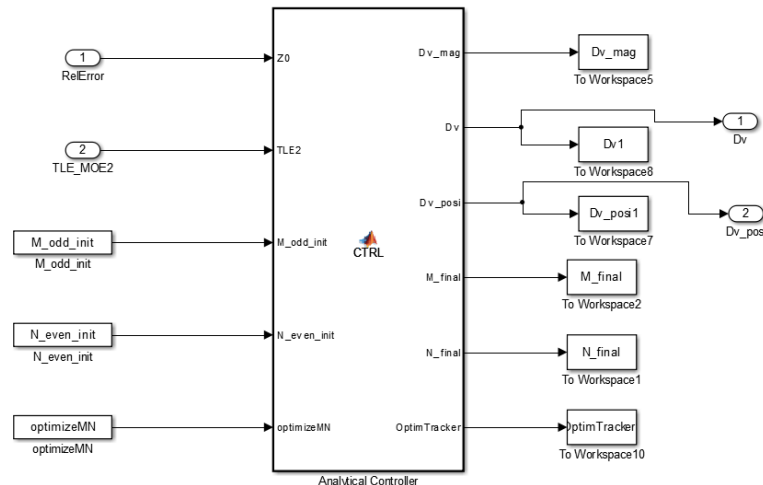 1
RelError
Z0
Dv_mag
Dv_mag
To Workspace5
Dv
1
Dv
Dv1
To Workspace8
2
TLE_MOE2
TLE2
Dv_posi
2
Dv_pos
Dv_posi1
To Workspace7
M_odd_init
M_odd_init
M_odd_init
CTRL
M_final
M_final
To Workspace2
N_even_init
N_even_init
N_even_init
N_final
N_final
To Workspace1
optimizeMN
optimizeMN
optimizeMN
OptimTracker
OptimTracker
To Workspace10
Analytical Controller